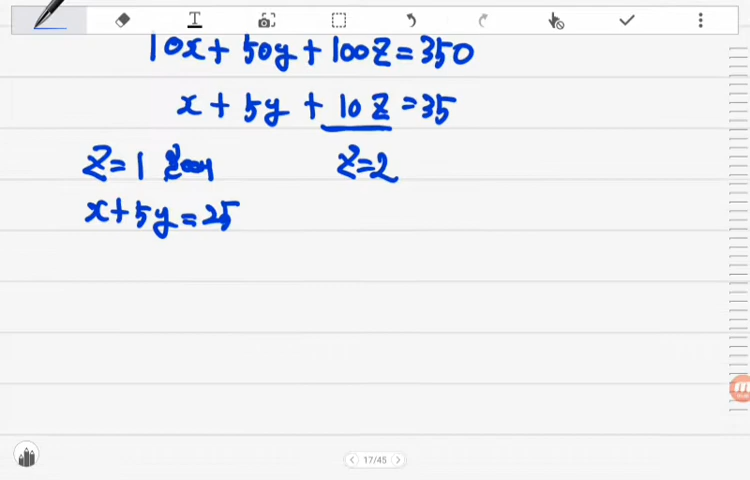 10x + 50y + 100z = 350
x + 5y + 10z = 35
z = 1 z=2
x + 5y = 25
17/45